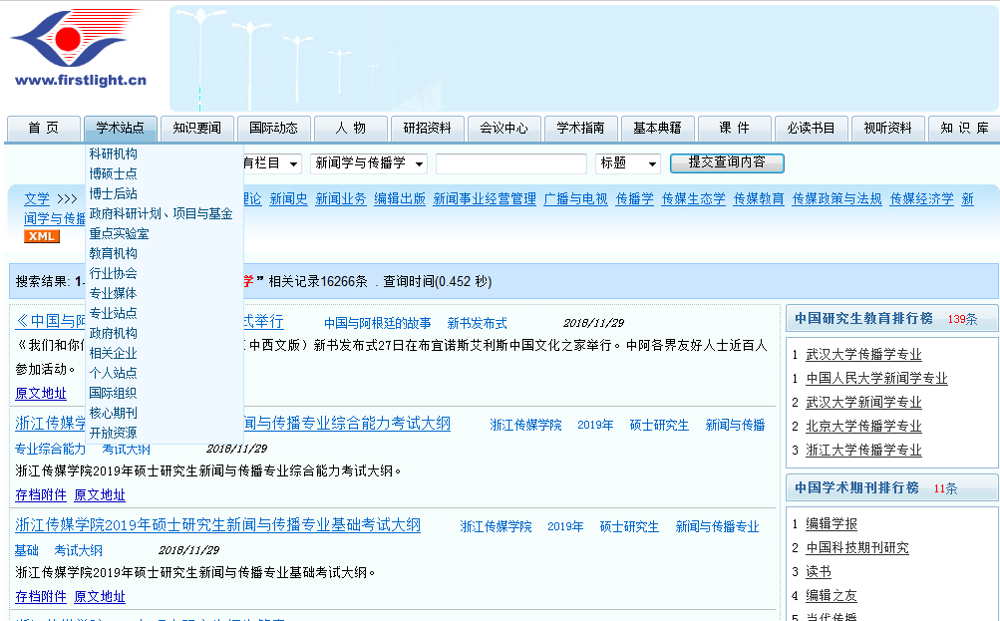 www.firstlight.cn
首 页 学术站点 知识要闻 国际动态 人 物 研招资料 会议中心 学术指南 基本典籍 课 件 必读书目 视听资料 知 识 库
科研机构
博硕士点
博士后站
政府科研计划、项目与基金
重点实验室
教育机构
行业协会
专业媒体
专业站点
政府机构
相关企业
个人站点
国际组织
核心期刊
开放资源
有栏目 新闻学与传播学 标题 提交查询内容
文学 >>> 论 新闻史 新闻业务 编辑出版 新闻事业经营管理 广播与电视 传播学 传媒生态学 传媒教育 传媒政策与法规 传媒经济学 新
闻学与传播
XML
搜索结果: 1- 学 ” 相关记录16266条 . 查询时间(0.452 秒)
《中国与阿 式举行 中国与阿根廷的故事 新书发布式 2018/11/29
《我们和你们 （中西文版）新书发布式27日在布宜诺斯艾利斯中国文化之家举行。中阿各界友好人士近百人
参加活动。
原文地址
浙江传媒学 闻与传播专业综合能力考试大纲 浙江传媒学院 2019年 硕士研究生 新闻与传播
专业综合能力 考试大纲 2018/11/29
浙江传媒学院2019年硕士研究生新闻与传播专业综合能力考试大纲。
存档附件 原文地址
浙江传媒学院2019年硕士研究生新闻与传播专业基础考试大纲 浙江传媒学院 2019年 硕士研究生 新闻与传播专业
基础 考试大纲 2018/11/29
浙江传媒学院2019年硕士研究生新闻与传播专业基础考试大纲。
存档附件 原文地址
中国研究生教育排行榜 139条
1 武汉大学传播学专业
1 中国人民大学新闻学专业
2 武汉大学新闻学专业
2 北京大学传播学专业
3 浙江大学传播学专业
中国学术期刊排行榜 11条
1 编辑学报
2 中国科技期刊研究
3 读书
4 编辑之友
5 当代传播